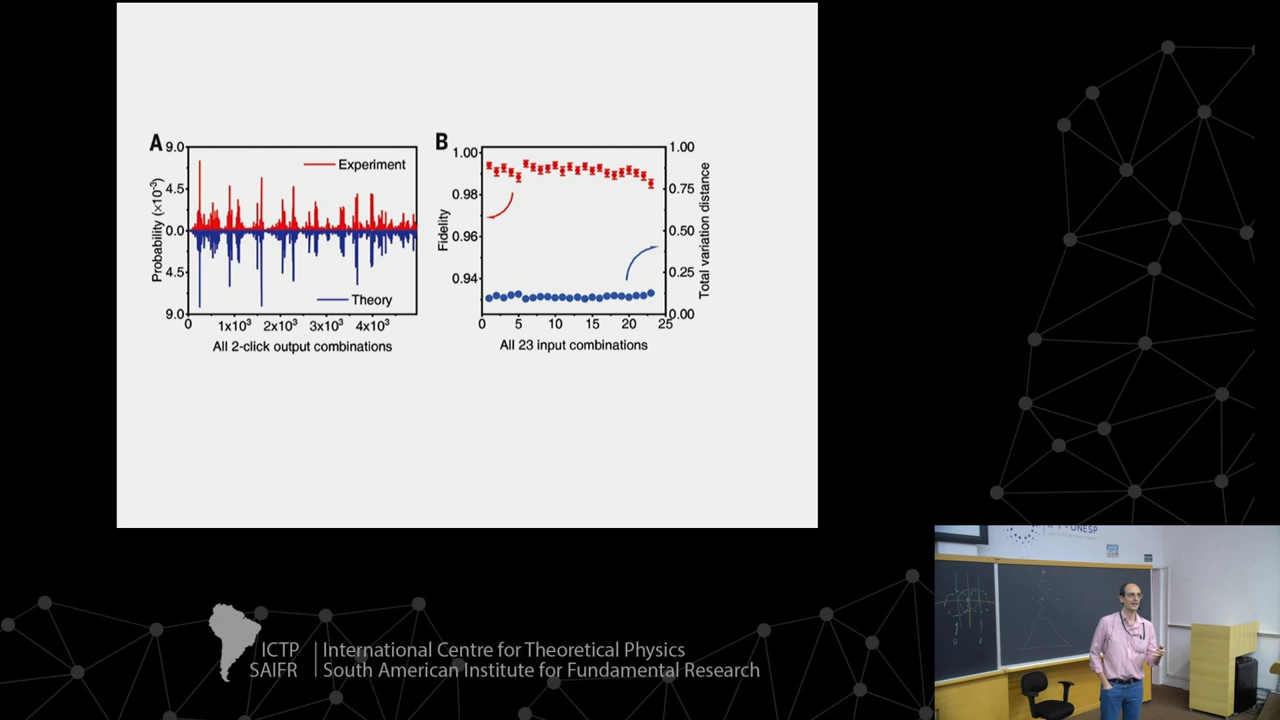 A
9.0
4.5
0.0
4.5
9.0
Probability (×10⁻³)
Experiment
Theory
0
1x10³
2x10³
3x10³
4x10³
All 2-click output combinations
B
1.00
0.98
0.96
0.94
Fidelity
1.00
0.75
0.50
0.25
0.00
Total variation distance
0
5
10
15
20
25
All 23 input combinations
UNESP
ICTP
SAIFR
International Centre for Theoretical Physics
South American Institute for Fundamental Research